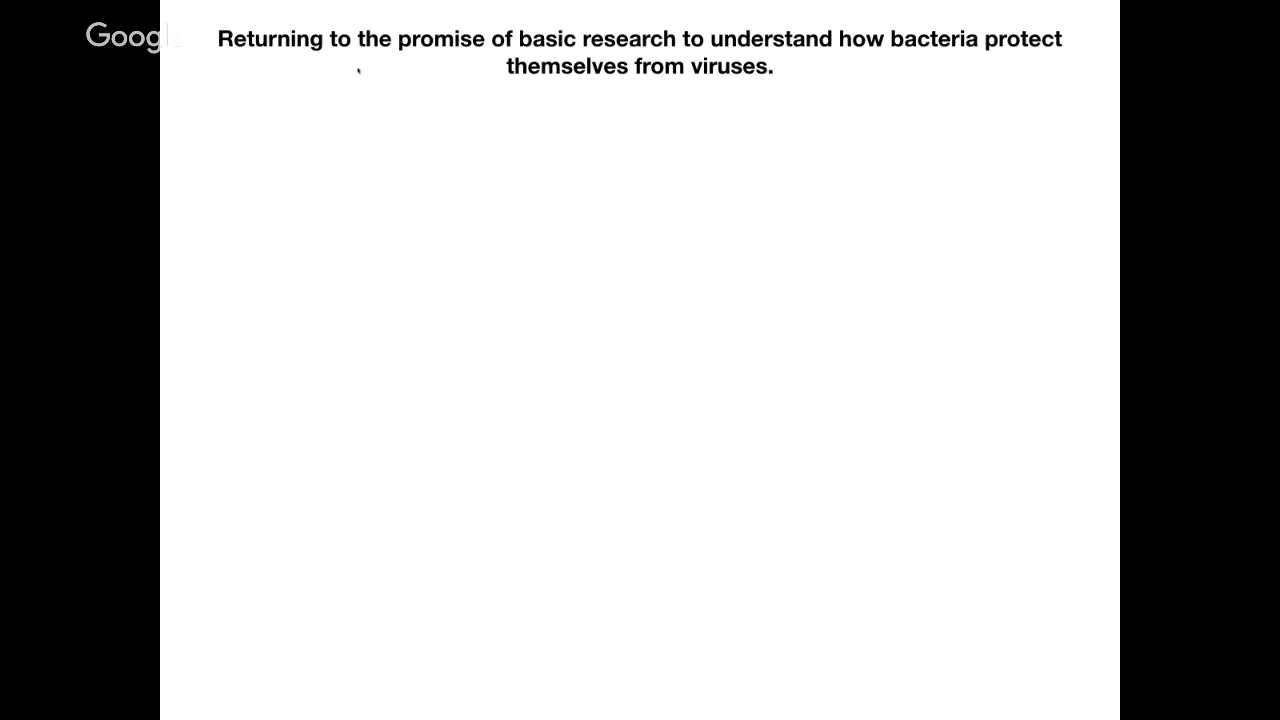 Google
Returning to the promise of basic research to understand how bacteria protect
themselves from viruses.